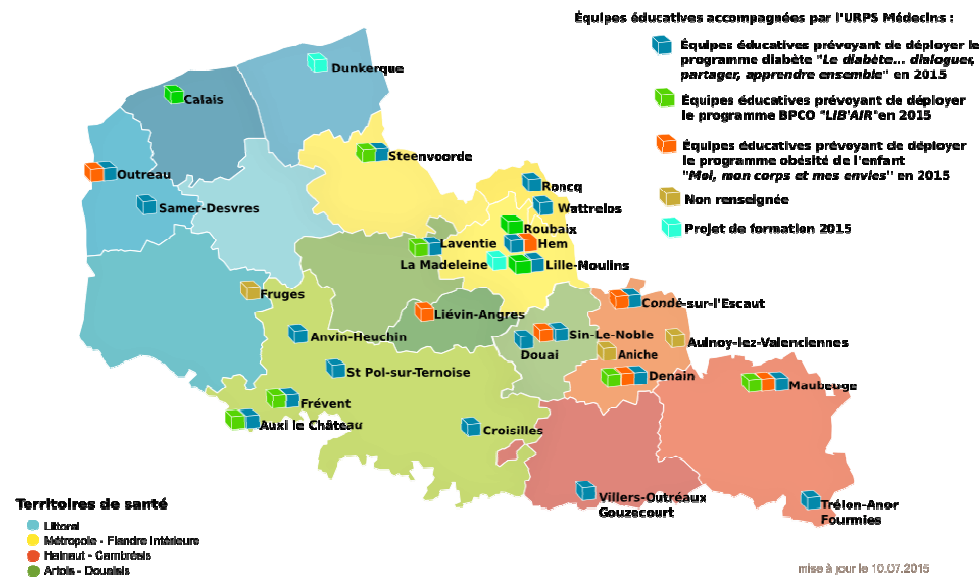 Équipes éducatives accompagnées par l'URPS Médecins :
Équipes éducatives prévoyant de déployer le
programme diabète "Le diabète... dialoguer,
partager, apprendre ensemble" en 2015
Équipes éducatives prévoyant de déployer
le programme BPCO "LIB'AIR"en 2015
Équipes éducatives prévoyant de déployer
le programme obésité de l'enfant
"Moi, mon corps et mes envies" en 2015
Non renseignée
Projet de formation 2015
Dunkerque
Calais
Steenvoorde
Outreau
Samer-Desvres
Roncq
Wattrelos
Roubaix
Laventie
Hem
La Madeleine
Lille-Moulins
Fruges
Condé-sur-l'Escaut
Liévin-Angres
Anvin-Heuchin
Sin-Le-Noble
Douai
Aniche
Aulnoy-lez-Valenciennes
St Pol-sur-Ternoise
Denain
Maubeuge
Frévent
Auxi le Château
Croisilles
Villers-Outréaux
Gouzecourt
Trélon-Anor
Fourmies
Territoires de santé
Littoral
Métropole - Flandre Intérieure
Hainaut - Cambrésis
Artois - Douaisis
mise à jour le 10.07.2015